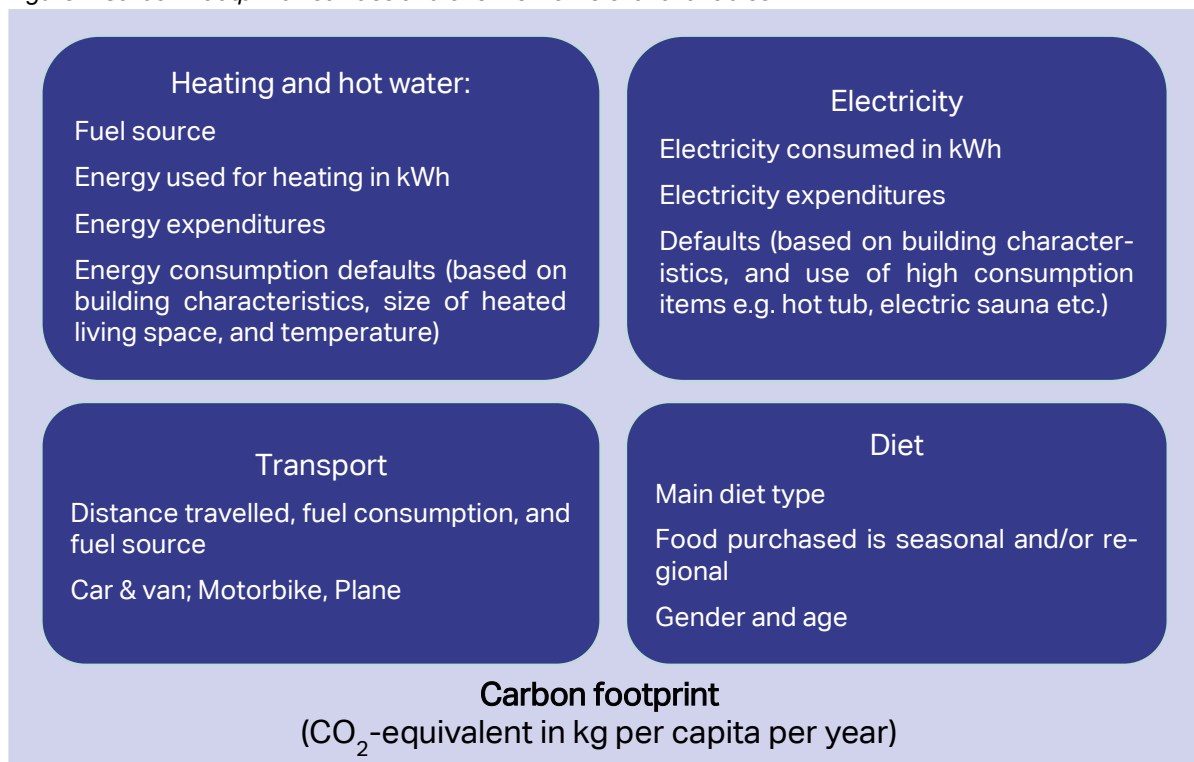 Heating and hot water:
Fuel source
Energy used for heating in kWh
Energy expenditures
Energy consumption defaults (based on
building characteristics, size of heated
living space, and temperature)
Electricity
Electricity consumed in kWh
Electricity expenditures
Defaults (based on building character-
istics, and use of high consumption
items e.g. hot tub, electric sauna etc.)
Transport
Distance travelled, fuel consumption, and
fuel source
Car & van; Motorbike, Plane
Diet
Main diet type
Food purchased is seasonal and/or re-
gional
Gender and age
Carbon footprint
(CO₂-equivalent in kg per capita per year)